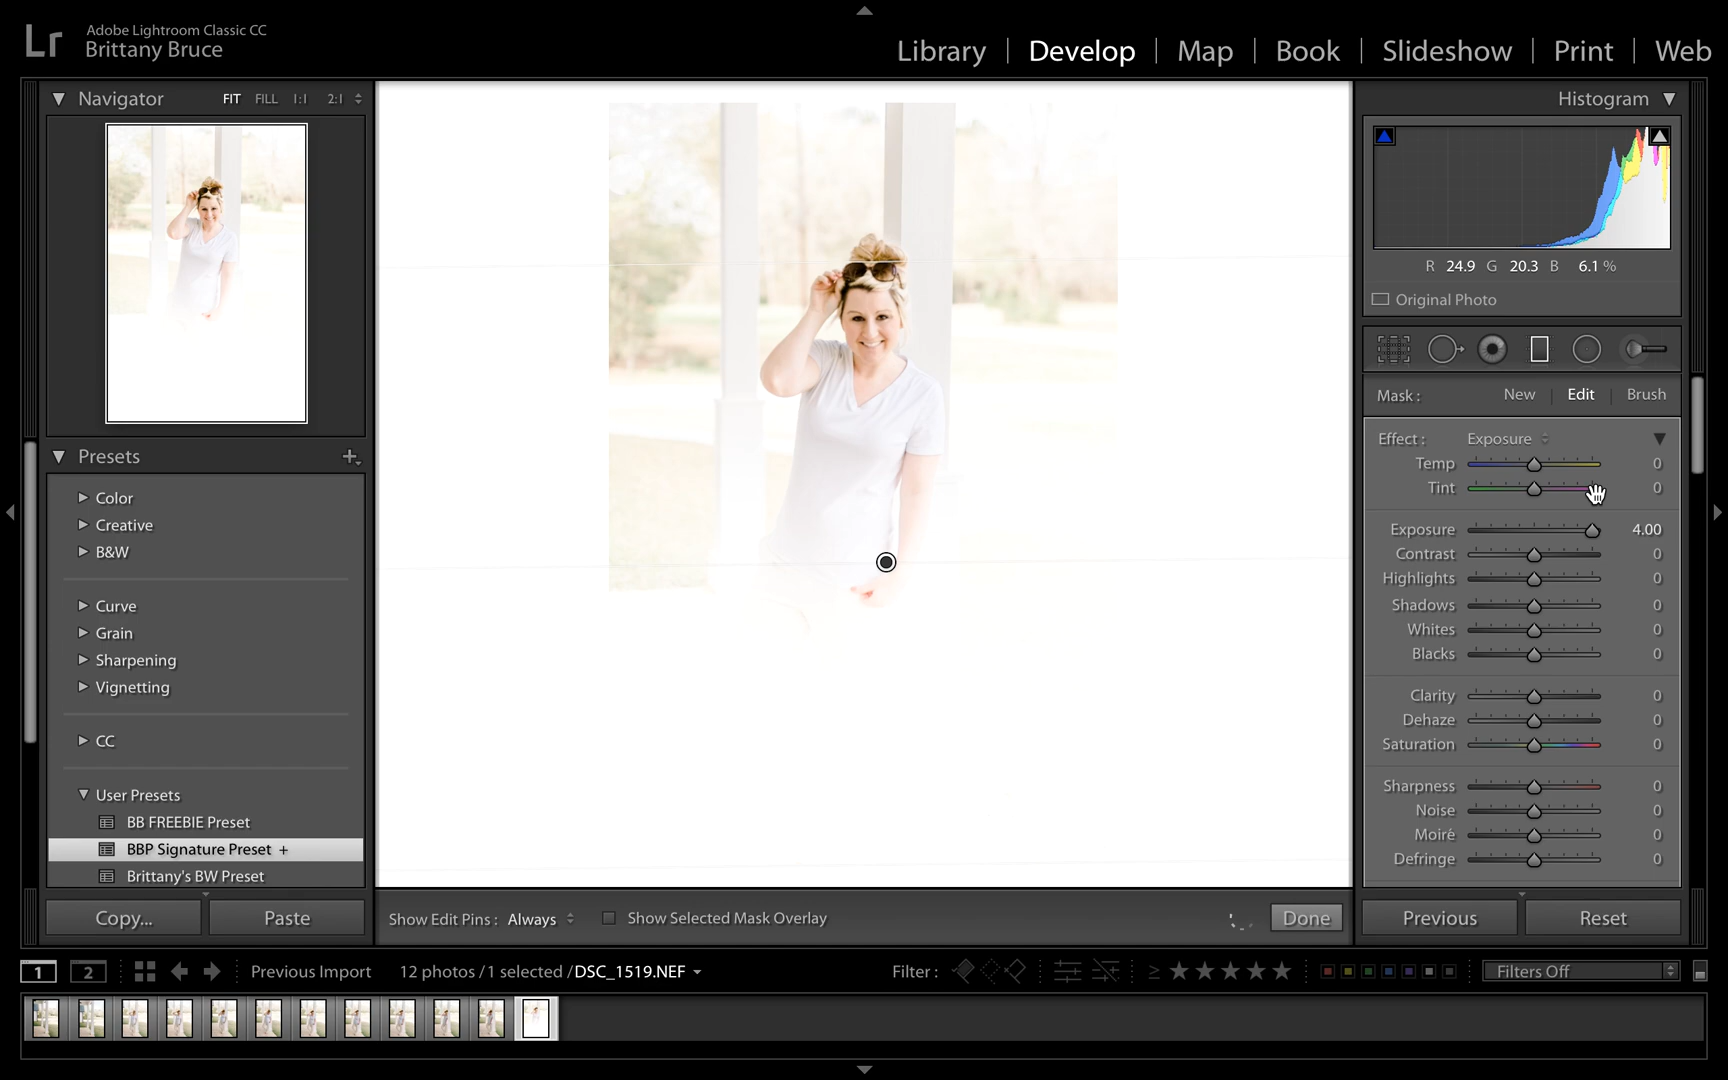 Lr
Adobe Lightroom Classic CC
Brittany Bruce
Library | Develop | Map | Book | Slideshow | Print | Web
Navigator FIT FILL 1:1 2:1
Presets +
Color
Creative
B&W
Curve
Grain
Sharpening
Vignetting
CC
User Presets
BB FREEBIE Preset
BBP Signature Preset +
Brittany's BW Preset
Copy... Paste
Show Edit Pins : Always Show Selected Mask Overlay Done
Histogram
R 24.9 G 20.3 B 6.1 %
Original Photo
Mask : New | Edit | Brush
Effect : Exposure
Temp 0
Tint 0
Exposure 4.00
Contrast 0
Highlights 0
Shadows 0
Whites 0
Blacks 0
Clarity 0
Dehaze 0
Saturation 0
Sharpness 0
Noise 0
Moiré 0
Defringe 0
Previous Reset
1 2 Previous Import 12 photos / 1 selected / DSC_1519.NEF Filter : ≥ ★★★★★ Filters Off